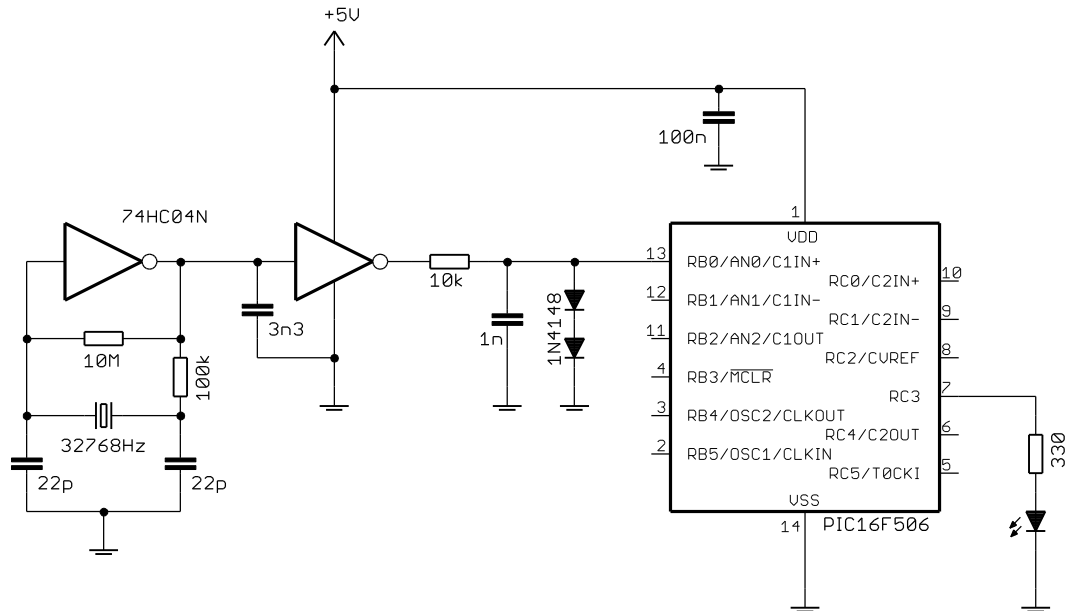 +5V
100n
74HC04N
10k
3n3
10M
100k
32768Hz
22p
22p
1n
1N4148
1
VDD
13
RB0/AN0/C1IN+
12
RB1/AN1/C1IN-
11
RB2/AN2/C1OUT
4
RB3/MCLR
3
RB4/OSC2/CLKOUT
2
RB5/OSC1/CLKIN
RC0/C2IN+
10
RC1/C2IN-
9
RC2/CVREF
8
RC3
7
RC4/C2OUT
6
RC5/T0CKI
5
VSS
14
PIC16F506
330